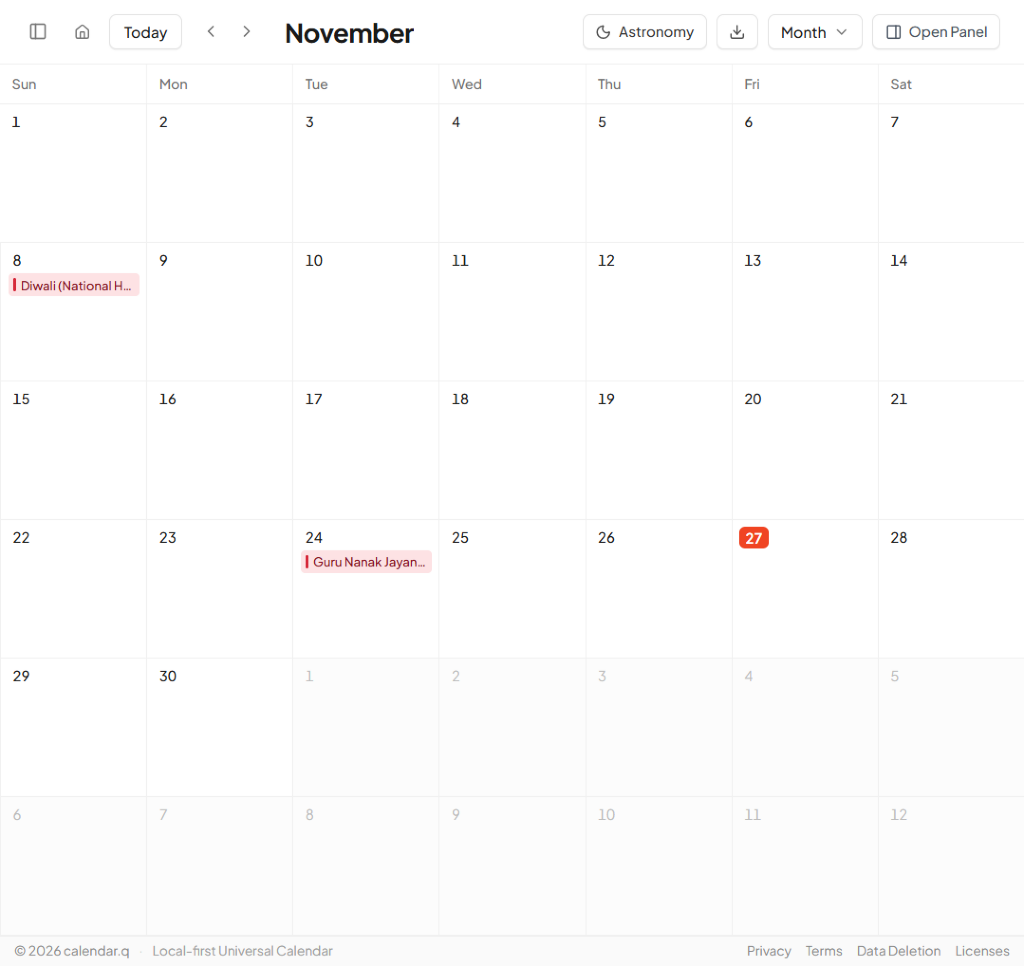 Today
November
Astronomy
Month
Open Panel
Sun Mon Tue Wed Thu Fri Sat
1 2 3 4 5 6 7
8 9 10 11 12 13 14
Diwali (National H...
15 16 17 18 19 20 21
22 23 24 25 26 27 28
Guru Nanak Jayan...
29 30 1 2 3 4 5
6 7 8 9 10 11 12
© 2026 calendar.q · Local-first Universal Calendar Privacy Terms Data Deletion Licenses